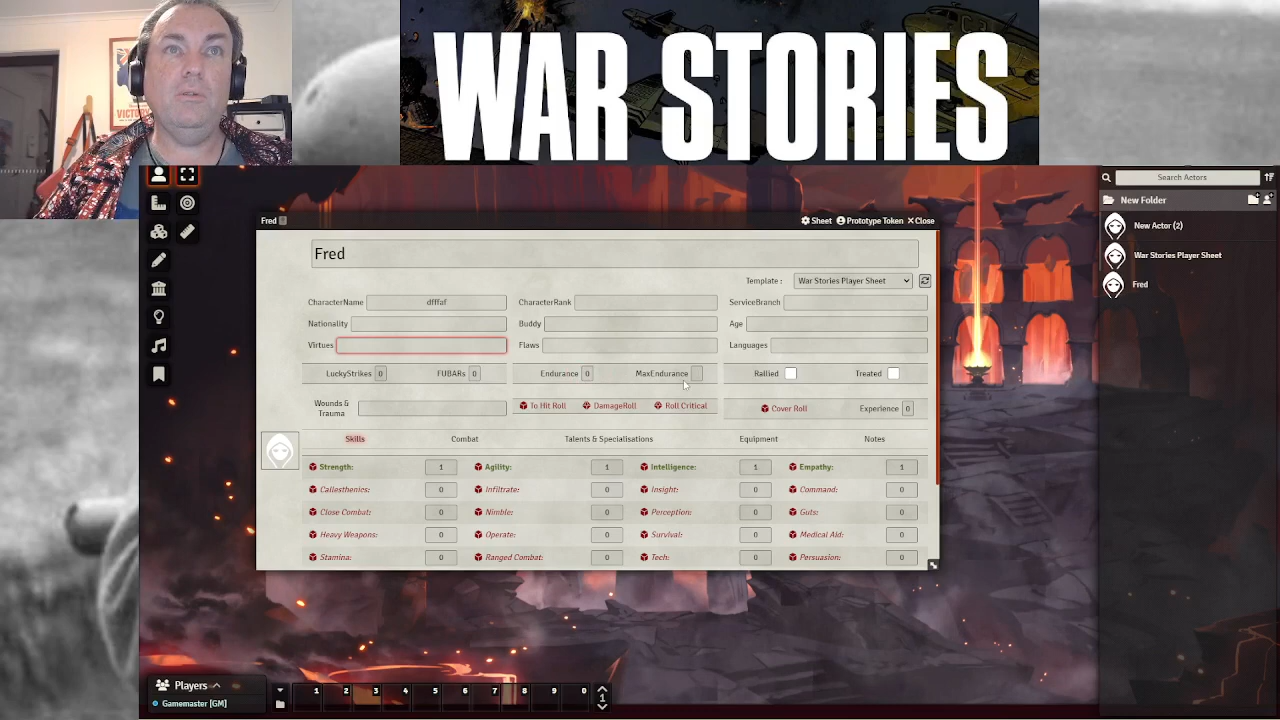 VICTORY
WAR STORIES
Search Actors
New Folder
New Actor (2)
War Stories Player Sheet
Fred
Fred
Sheet
Prototype Token
Close
Fred
Template : War Stories Player Sheet
CharacterName dfffaf CharacterRank ServiceBranch
Nationality Buddy Age
Virtues Flaws Languages
LuckyStrikes 0 FUBARs 0 Endurance 0 MaxEndurance Rallied Treated
Wounds & Trauma To Hit Roll DamageRoll Roll Critical Cover Roll Experience 0
Skills Combat Talents & Specialisations Equipment Notes
Strength: 1 Agility: 1 Intelligence: 1 Empathy: 1
Callesthenics: 0 Infiltrate: 0 Insight: 0 Command: 0
Close Combat: 0 Nimble: 0 Perception: 0 Guts: 0
Heavy Weapons: 0 Operate: 0 Survival: 0 Medical Aid: 0
Stamina: 0 Ranged Combat: 0 Tech: 0 Persuasion: 0
Players
Gamemaster [GM]
1 2 3 4 5 6 7 8 9 0
1